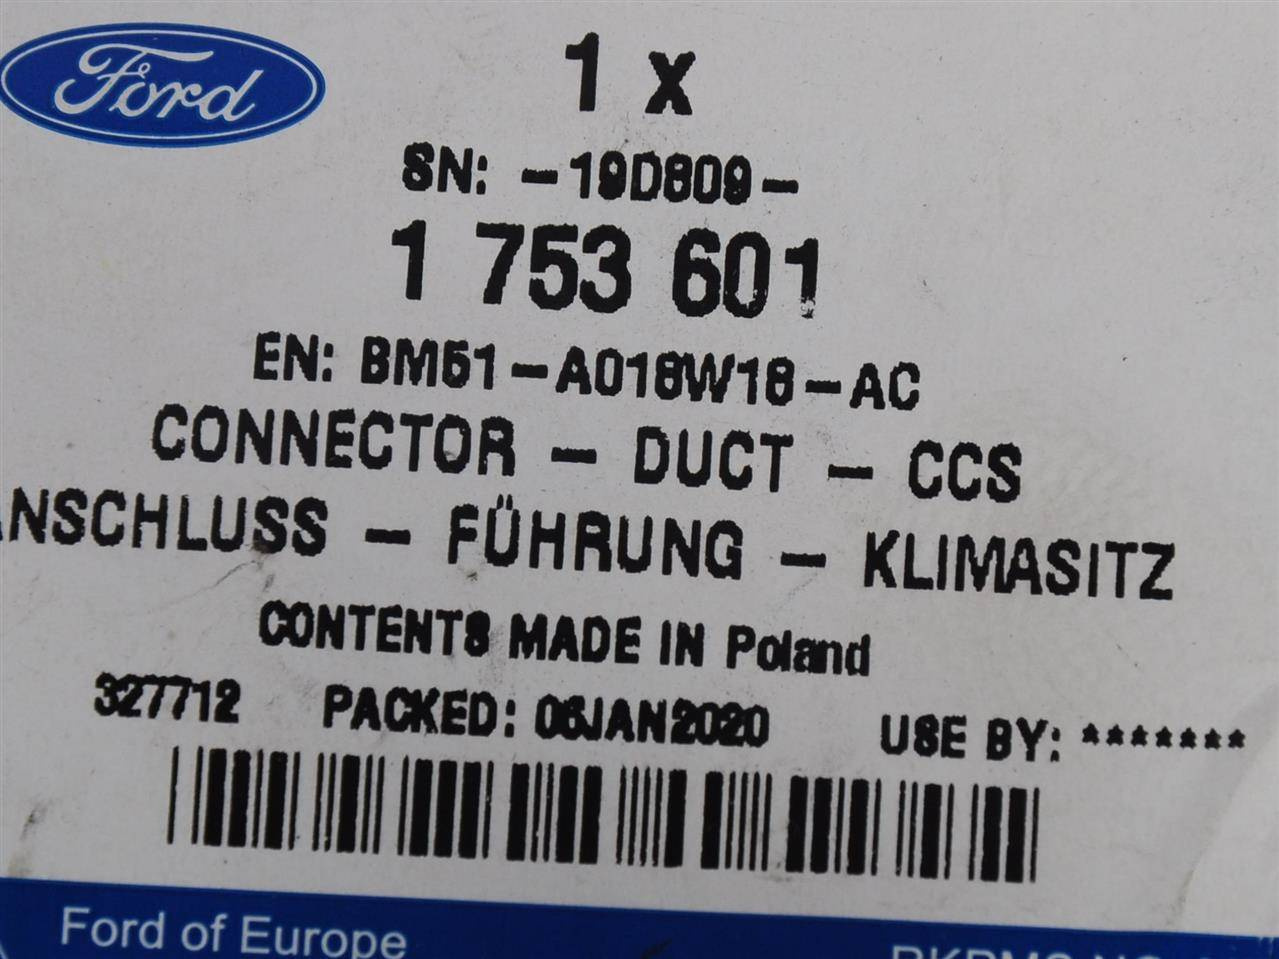 Ford
1 x
SN: -19D809-
1 753 601
EN: BM51-A018W18-AC
CONNECTOR - DUCT - CCS
ANSCHLUSS - FÜHRUNG - KLIMASITZ
CONTENTS MADE IN Poland
327712 PACKED: 06JAN2020 USE BY: *******
Ford of Europe